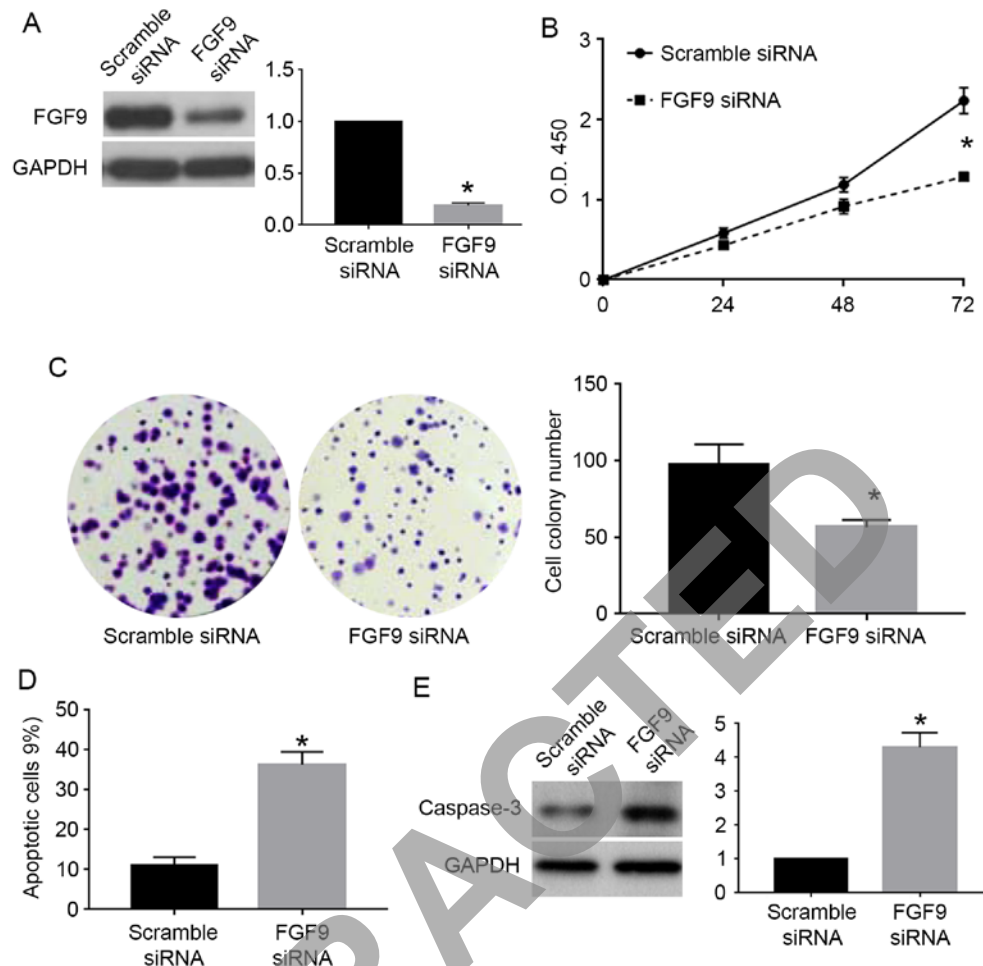 A
Scramble
siRNA
FGF9
siRNA
FGF9
GAPDH
1.5
1.0
0.5
0.0
*
Scramble
siRNA
FGF9
siRNA
B
Scramble siRNA
FGF9 siRNA
O.D. 450
3
2
1
0
*
0 24 48 72
C
Scramble siRNA
FGF9 siRNA
Cell colony number
150
100
50
0
*
Scramble siRNA FGF9 siRNA
D
Apoptotic cells 9%)
50
40
30
20
10
0
*
Scramble
siRNA
FGF9
siRNA
E
Scramble
siRNA
FGF9
siRNA
Caspase-3
GAPDH
5
4
3
2
1
0
*
Scramble
siRNA
FGF9
siRNA
RACTED